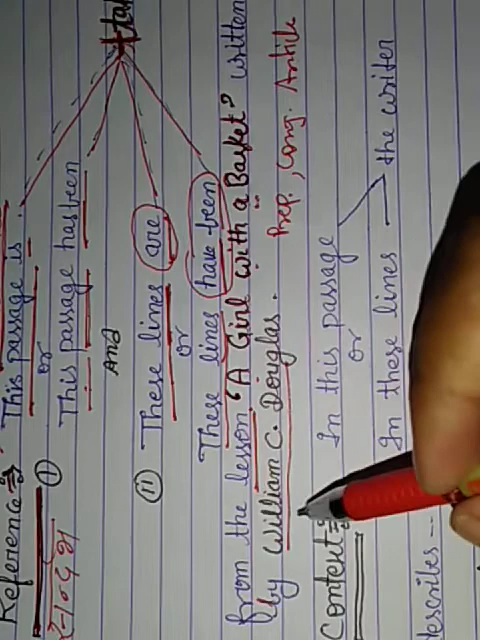 Reference ⇒ ① This passage is
or
This passage has been
And
ⓘⓘ These lines are
or
These lines have been
from the lesson "A Girl with a Basket" written
by William C. Douglas.
Prep, Conj. Article
Content ⇒ In this passage
or
In these lines — the writer